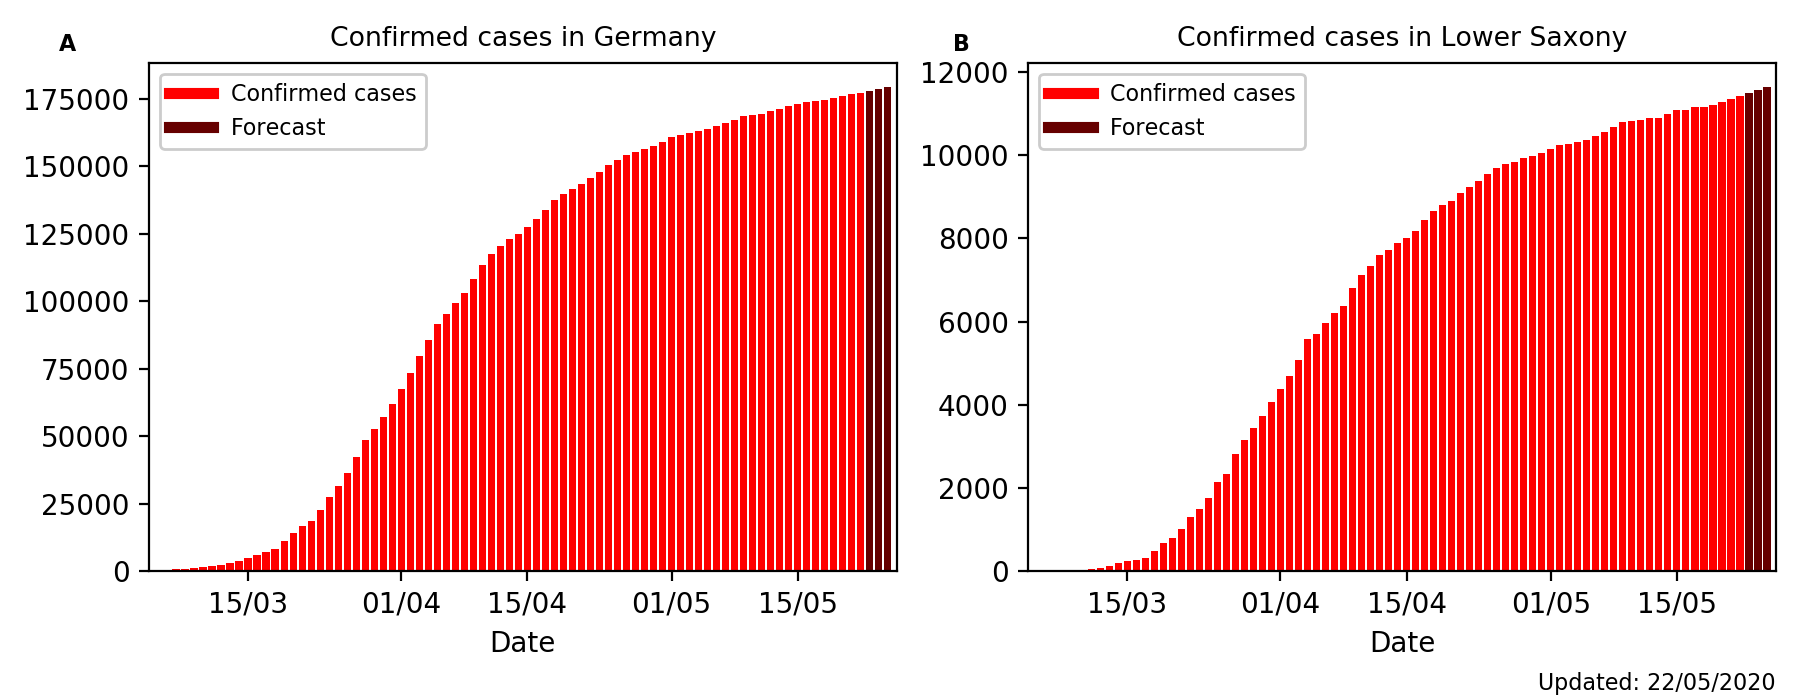 A
Confirmed cases in Germany
Confirmed cases
Forecast
175000
150000
125000
100000
75000
50000
25000
0
15/03 01/04 15/04 01/05 15/05
Date
B
Confirmed cases in Lower Saxony
Confirmed cases
Forecast
12000
10000
8000
6000
4000
2000
0
15/03 01/04 15/04 01/05 15/05
Date
Updated: 22/05/2020